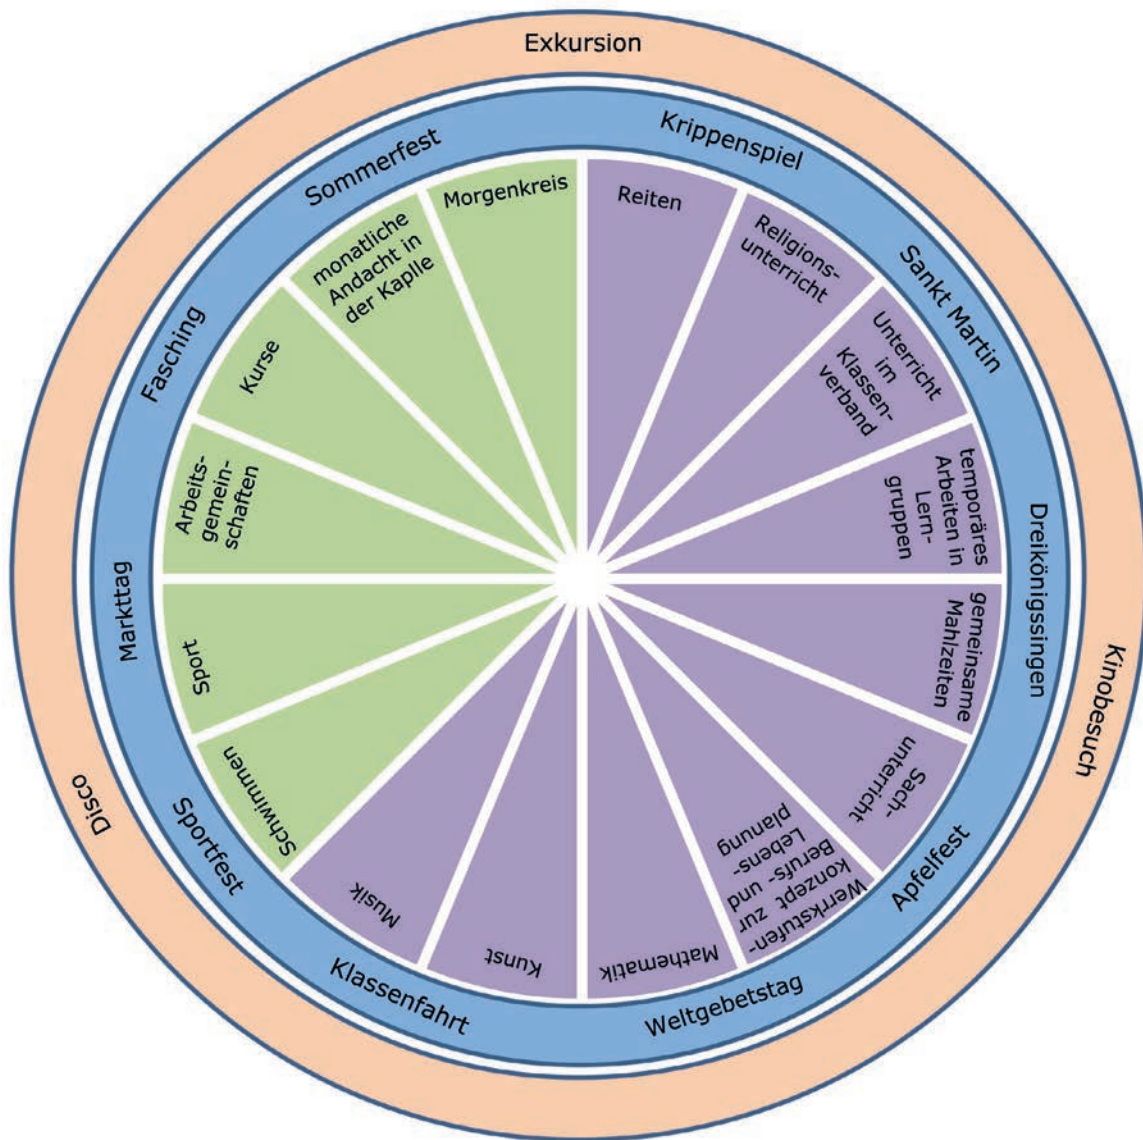 Exkursion
Kinobesuch
Disco
Krippenspiel
Sankt Martin
Dreikönigssingen
Apfelfest
Weltgebetstag
Klassenfahrt
Sportfest
Markttag
Fasching
Sommerfest
Reiten
Religions-
unterricht
Unterricht
im
Klassen-
verband
temporäres
Arbeiten in
Lern-
gruppen
gemeinsame
Mahlzeiten
Sach-
unterricht
Werrkstufen-
konzept zur
Berufs- und
Lebens-
planung
Mathematik
Kunst
Musik
Schwimmen
Sport
Arbeits-
gemein-
schaften
Kurse
monatliche
Andacht in
der Kaplle
Morgenkreis